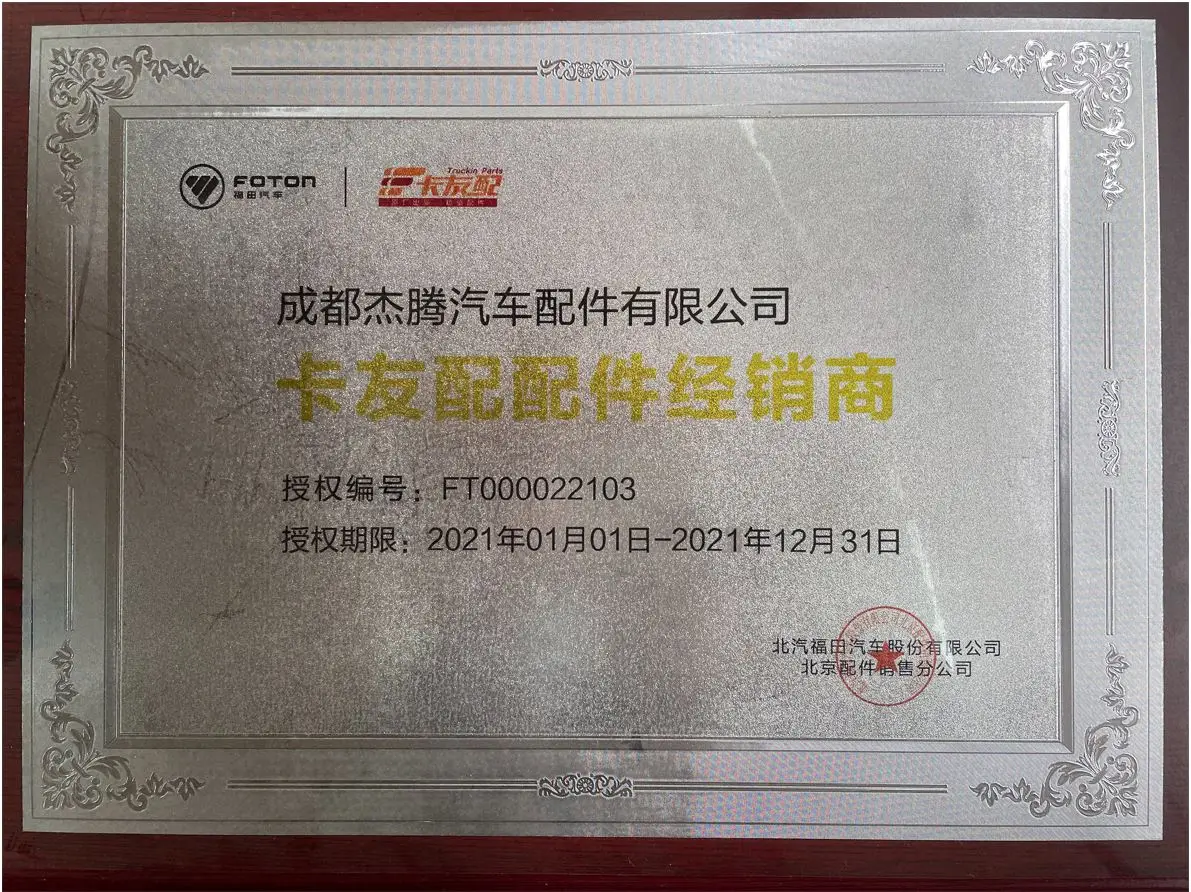 FOTON
福田汽车
Truckin Parts
卡友配
成都杰腾汽车配件有限公司
卡友配配件经销商
授权编号：FT000022103
授权期限：2021年01月01日-2021年12月31日
北汽福田汽车股份有限公司
北京配件销售分公司